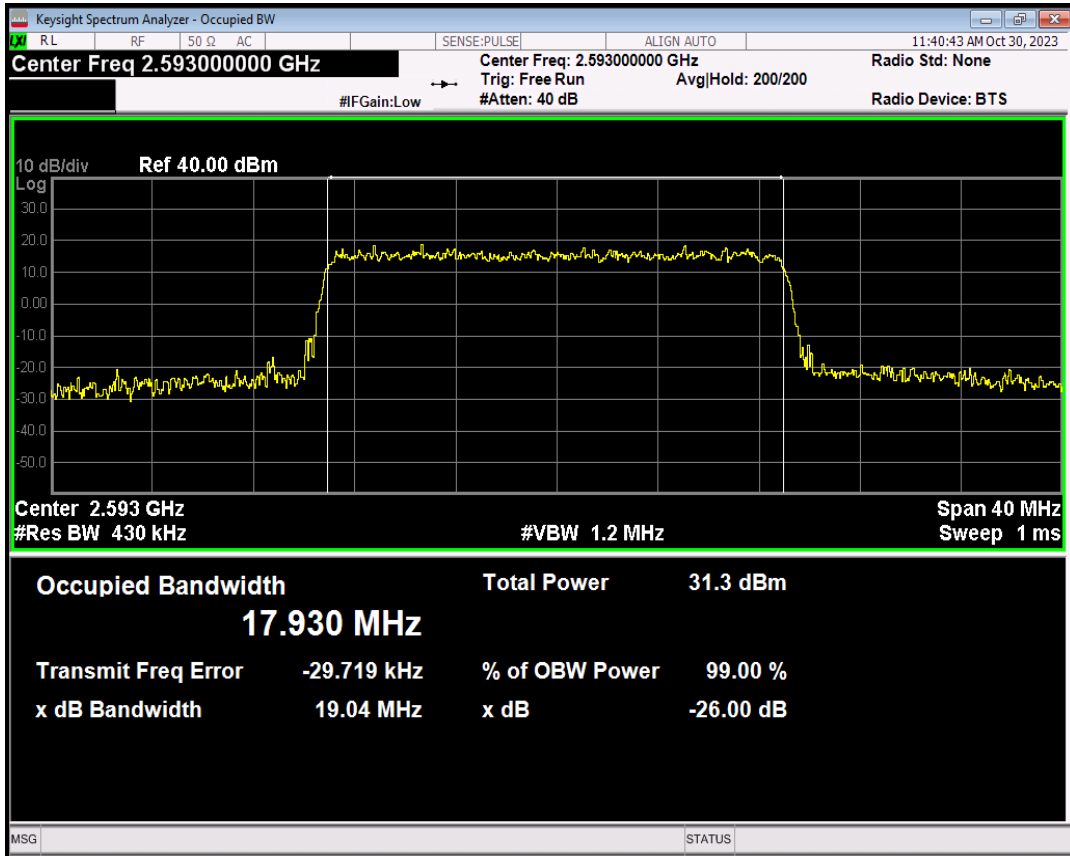 Keysight Spectrum Analyzer - Occupied BW
LXI RL RF 50 Ω AC SENSE:PULSE ALIGN AUTO 11:40:43 AM Oct 30, 2023
Center Freq 2.593000000 GHz Center Freq: 2.593000000 GHz Radio Std: None
Trig: Free Run Avg|Hold: 200/200
#IFGain:Low #Atten: 40 dB Radio Device: BTS
10 dB/div Ref 40.00 dBm
Log
30.0
20.0
10.0
0.00
-10.0
-20.0
-30.0
-40.0
-50.0
Center 2.593 GHz Span 40 MHz
#Res BW 430 kHz #VBW 1.2 MHz Sweep 1 ms
Occupied Bandwidth Total Power 31.3 dBm
17.930 MHz
Transmit Freq Error -29.719 kHz % of OBW Power 99.00 %
x dB Bandwidth 19.04 MHz x dB -26.00 dB
MSG STATUS